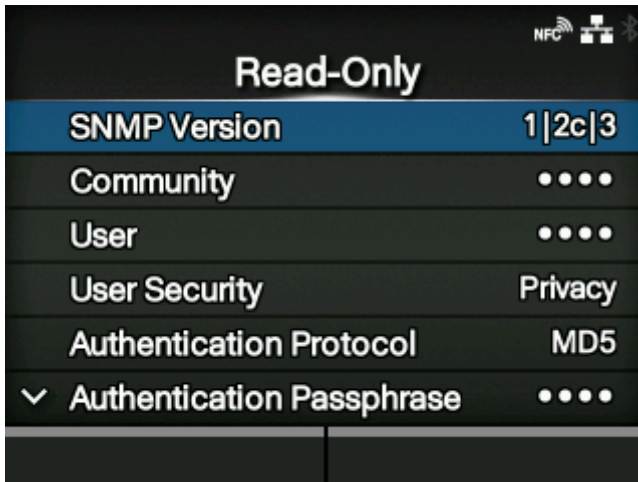 NFC
Read-Only
SNMP Version 1|2c|3
Community ••••
User ••••
User Security Privacy
Authentication Protocol MD5
Authentication Passphrase ••••